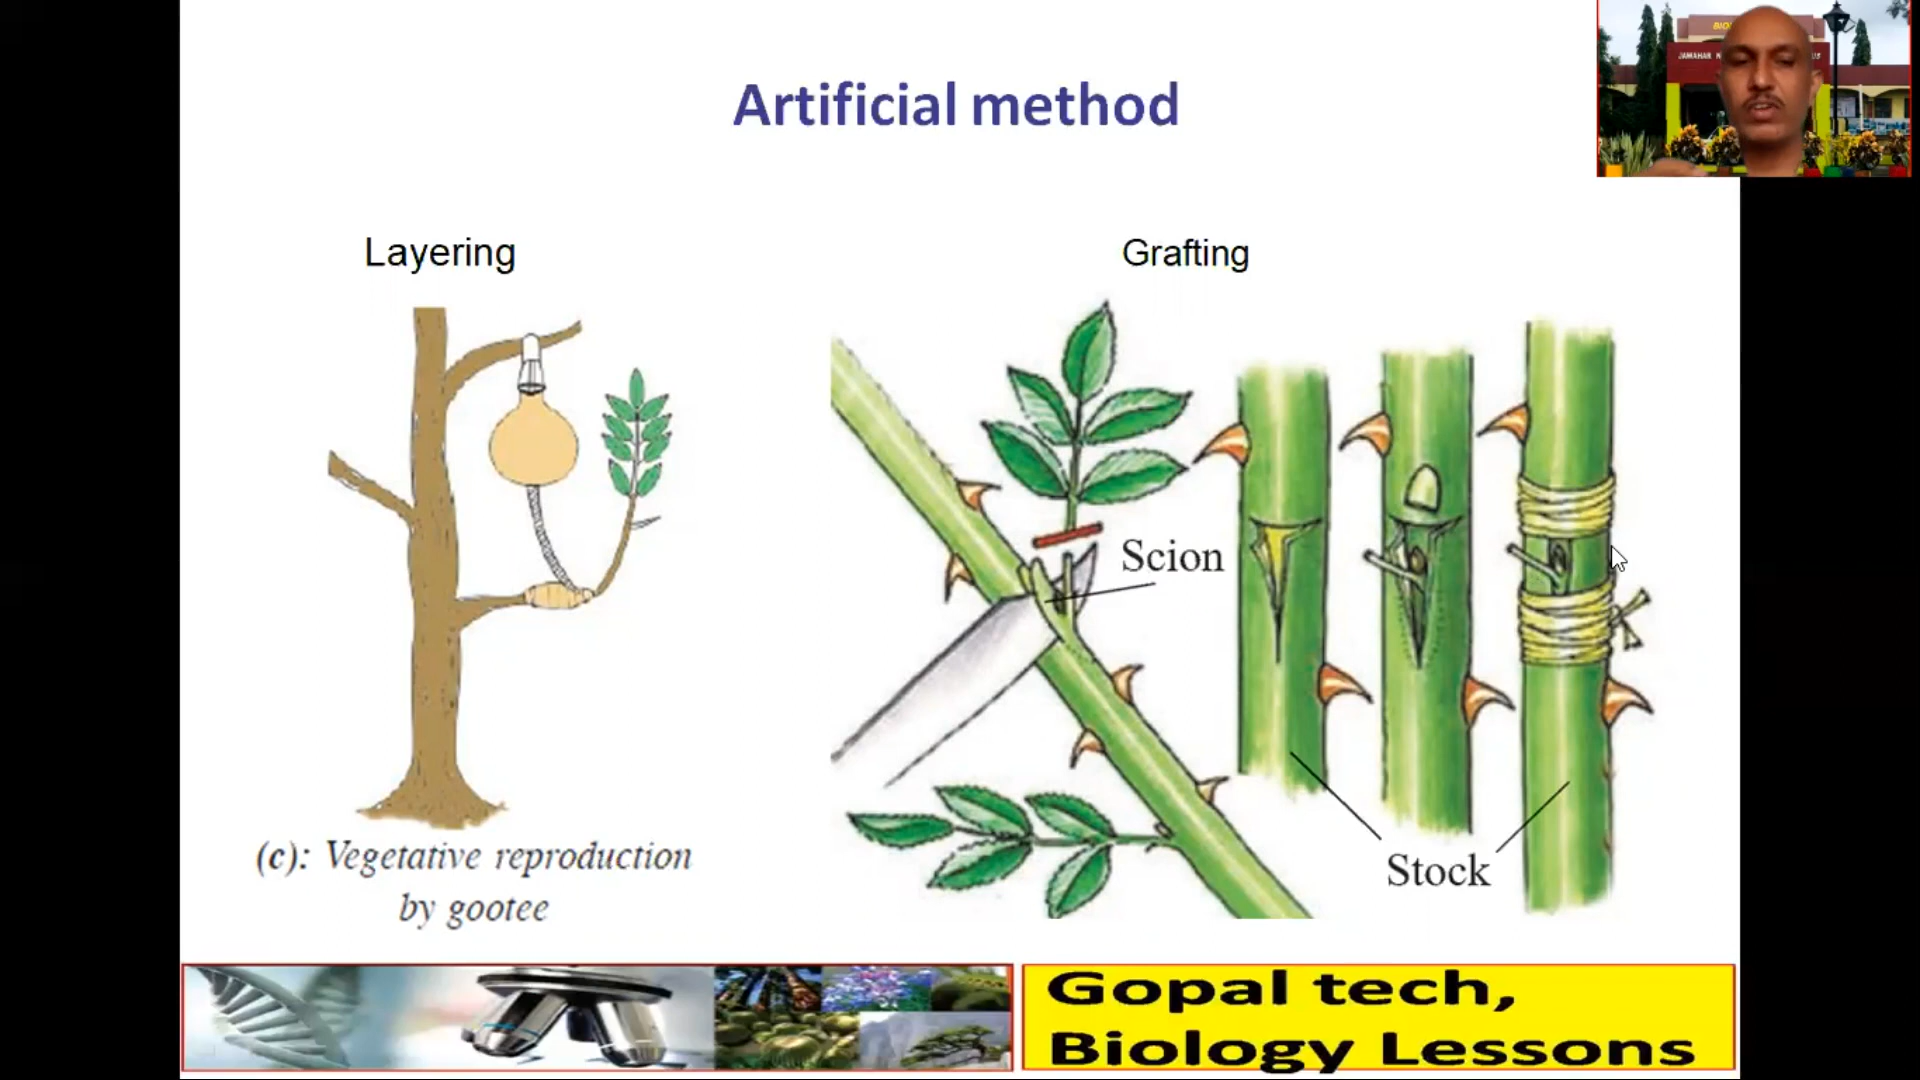 Artificial method
Layering
Grafting
Scion
Stock
(c): Vegetative reproduction
by gootee
Gopal tech,
Biology Lessons